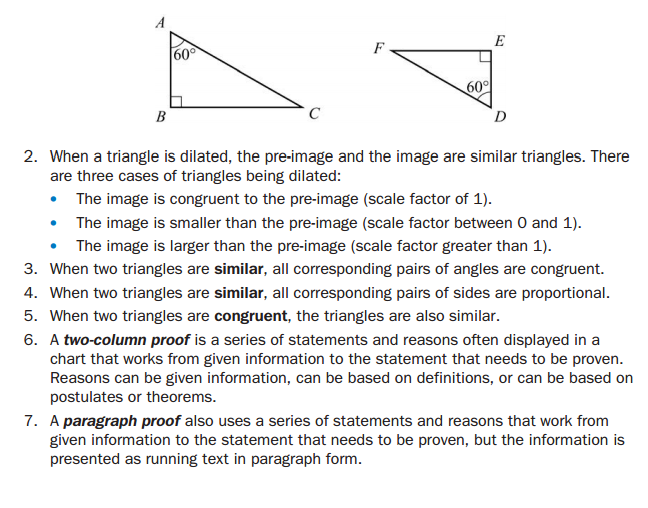 A
60°
B
C
F
E
60°
D
2. When a triangle is dilated, the pre-image and the image are similar triangles. There
are three cases of triangles being dilated:
• The image is congruent to the pre-image (scale factor of 1).
• The image is smaller than the pre-image (scale factor between 0 and 1).
• The image is larger than the pre-image (scale factor greater than 1).
3. When two triangles are similar, all corresponding pairs of angles are congruent.
4. When two triangles are similar, all corresponding pairs of sides are proportional.
5. When two triangles are congruent, the triangles are also similar.
6. A two-column proof is a series of statements and reasons often displayed in a
chart that works from given information to the statement that needs to be proven.
Reasons can be given information, can be based on definitions, or can be based on
postulates or theorems.
7. A paragraph proof also uses a series of statements and reasons that work from
given information to the statement that needs to be proven, but the information is
presented as running text in paragraph form.